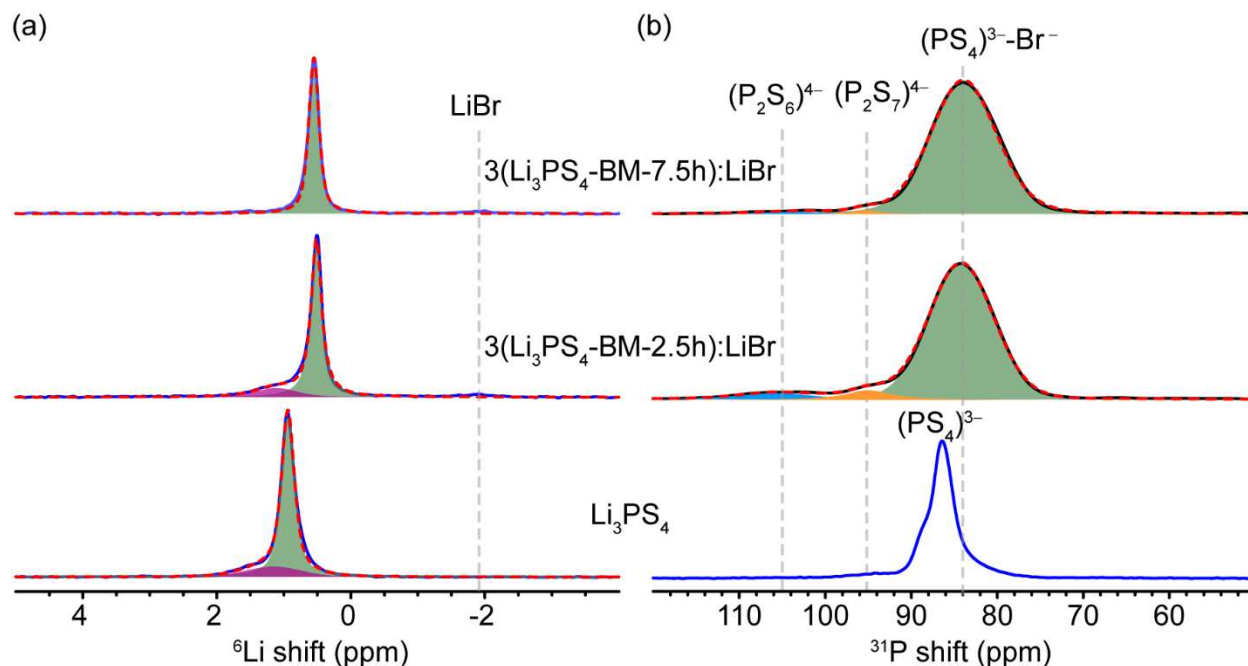 (a)
(b)
(PS₄)³⁻-Br⁻
(P₂S₆)⁴⁻ (P₂S₇)⁴⁻
LiBr
3(Li₃PS₄-BM-7.5h):LiBr
3(Li₃PS₄-BM-2.5h):LiBr
(PS₄)³⁻
Li₃PS₄
4 2 0 -2
110 100 90 80 70 60
⁶Li shift (ppm)
³¹P shift (ppm)